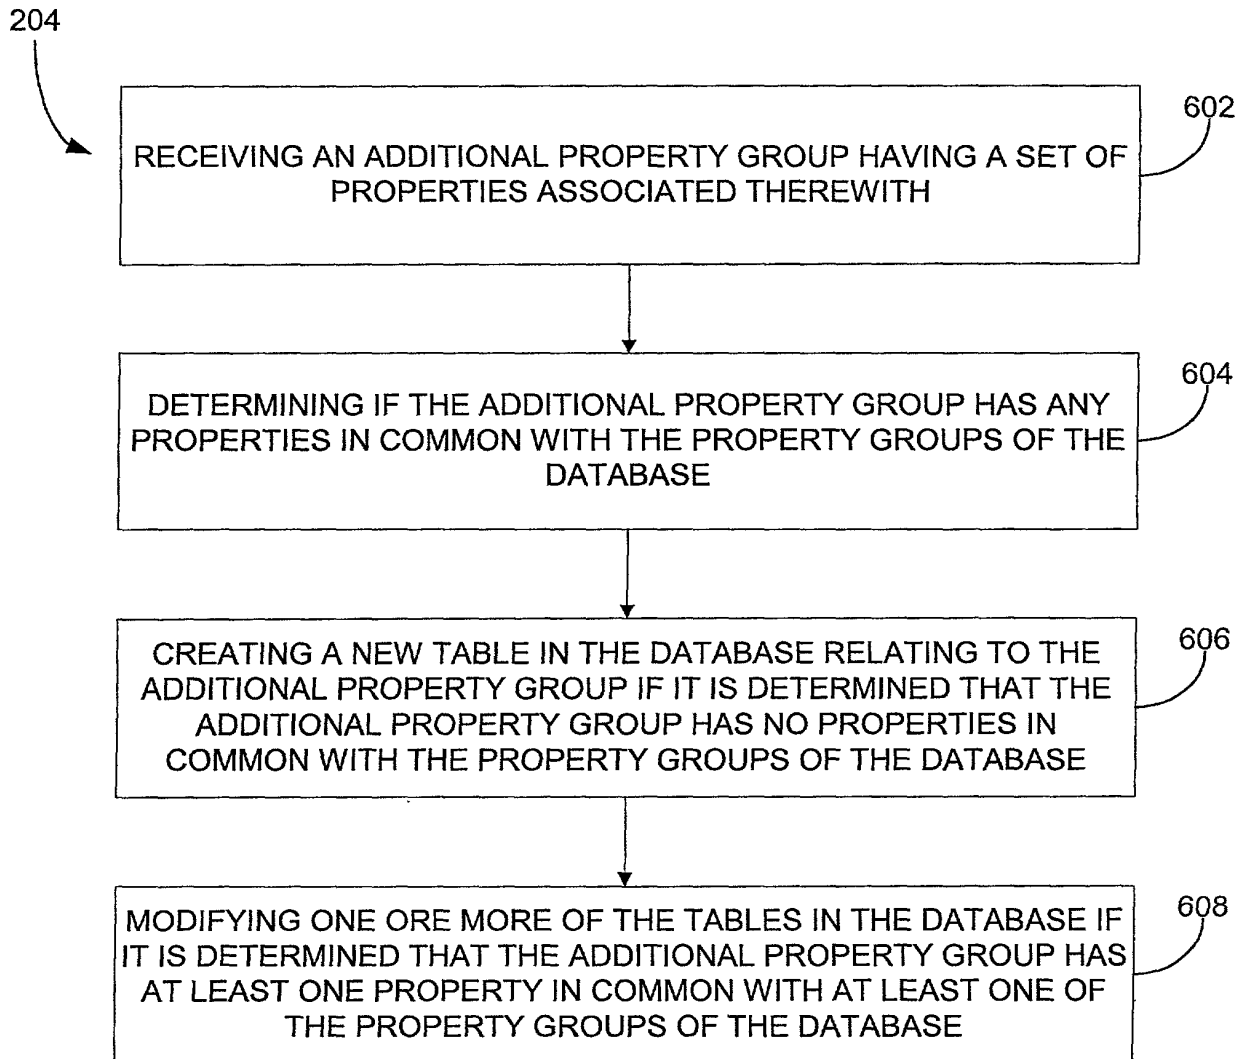 204
602
RECEIVING AN ADDITIONAL PROPERTY GROUP HAVING A SET OF
PROPERTIES ASSOCIATED THEREWITH
604
DETERMINING IF THE ADDITIONAL PROPERTY GROUP HAS ANY
PROPERTIES IN COMMON WITH THE PROPERTY GROUPS OF THE
DATABASE
606
CREATING A NEW TABLE IN THE DATABASE RELATING TO THE
ADDITIONAL PROPERTY GROUP IF IT IS DETERMINED THAT THE
ADDITIONAL PROPERTY GROUP HAS NO PROPERTIES IN
COMMON WITH THE PROPERTY GROUPS OF THE DATABASE
608
MODIFYING ONE ORE MORE OF THE TABLES IN THE DATABASE IF
IT IS DETERMINED THAT THE ADDITIONAL PROPERTY GROUP HAS
AT LEAST ONE PROPERTY IN COMMON WITH AT LEAST ONE OF
THE PROPERTY GROUPS OF THE DATABASE